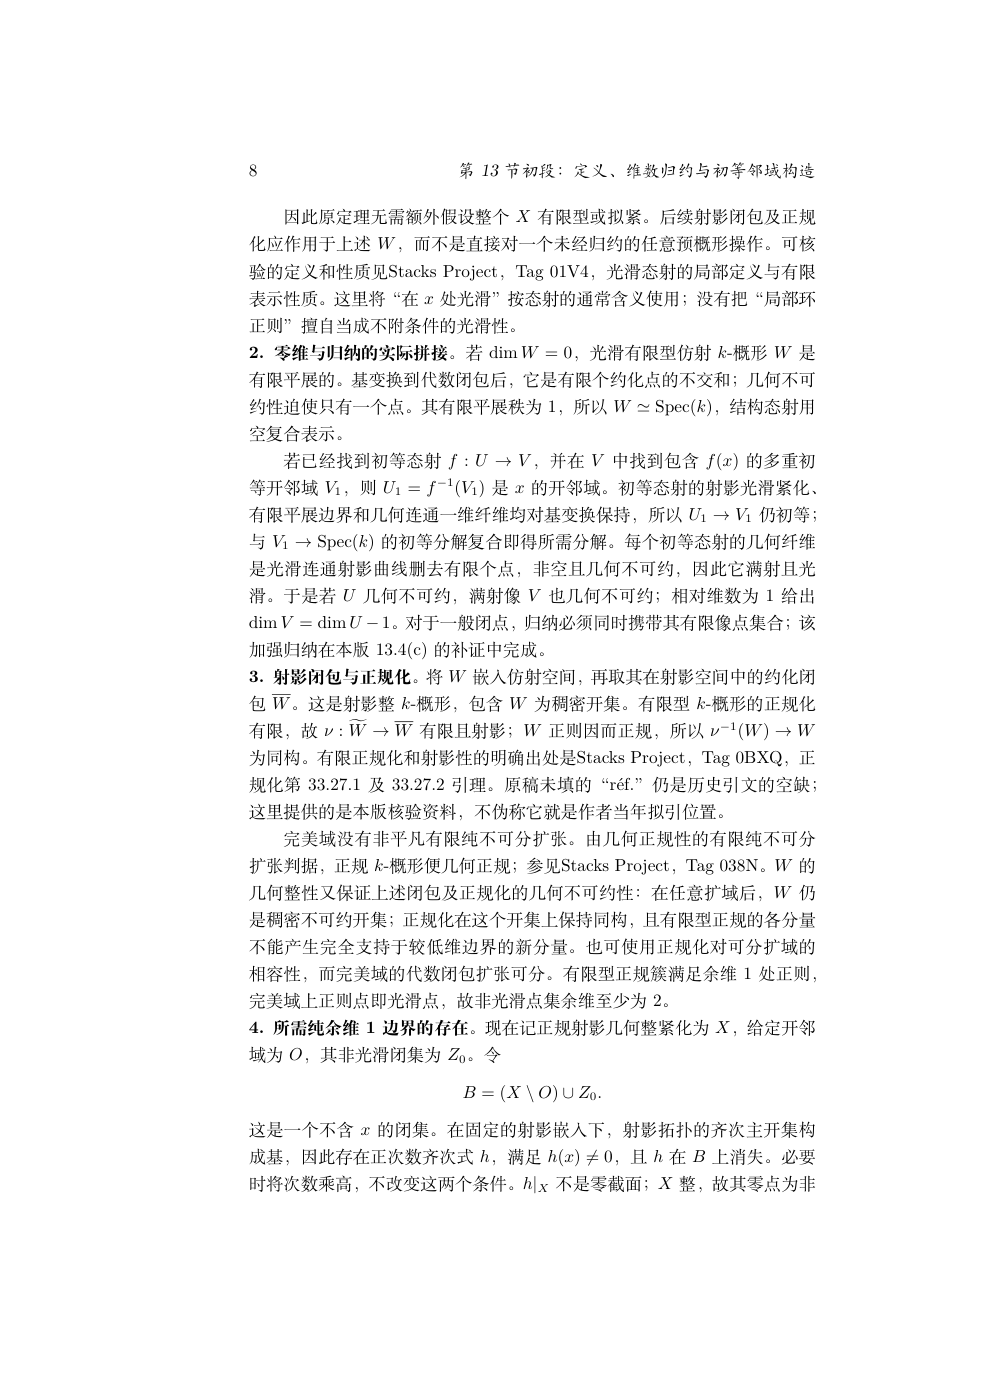 8 第 13 节初段：定义、维数归约与初等邻域构造
因此原定理无需额外假设整个 X 有限型或拟紧。后续射影闭包及正规
化应作用于上述 W，而不是直接对一个未经归约的任意预概形操作。可核
验的定义和性质见Stacks Project，Tag 01V4，光滑态射的局部定义与有限
表示性质。这里将 “在 x 处光滑” 按态射的通常含义使用；没有把 “局部环
正则” 擅自当成不附条件的光滑性。
2. 零维与归纳的实际拼接。若 dim W = 0，光滑有限型仿射 k-概形 W 是
有限平展的。基变换到代数闭包后，它是有限个约化点的不交和；几何不可
约性迫使只有一个点。其有限平展秩为 1，所以 W ≃ Spec(k)，结构态射用
空复合表示。
若已经找到初等态射 f : U → V，并在 V 中找到包含 f(x) 的多重初
等开邻域 V₁，则 U₁ = f⁻¹(V₁) 是 x 的开邻域。初等态射的射影光滑紧化、
有限平展边界和几何连通一维纤维均对基变换保持，所以 U₁ → V₁ 仍初等；
与 V₁ → Spec(k) 的初等分解复合即得所需分解。每个初等态射的几何纤维
是光滑连通射影曲线删去有限个点，非空且几何不可约，因此它满射且光
滑。于是若 U 几何不可约，满射像 V 也几何不可约；相对维数为 1 给出
dim V = dim U − 1。对于一般闭点，归纳必须同时携带其有限像点集合；该
加强归纳在本版 13.4(c) 的补证中完成。
3. 射影闭包与正规化。将 W 嵌入仿射空间，再取其在射影空间中的约化闭
包 W̅。这是射影整 k-概形，包含 W 为稠密开集。有限型 k-概形的正规化
有限，故 ν : W̃ → W̅ 有限且射影；W 正则因而正规，所以 ν⁻¹(W) → W
为同构。有限正规化和射影性的明确出处是Stacks Project，Tag 0BXQ，正
规化第 33.27.1 及 33.27.2 引理。原稿未填的 “réf.” 仍是历史引文的空缺；
这里提供的是本版核验资料，不伪称它就是作者当年拟引位置。
完美域没有非平凡有限纯不可分扩张。由几何正规性的有限纯不可分
扩张判据，正规 k-概形便几何正规；参见Stacks Project，Tag 038N。W 的
几何整性又保证上述闭包及正规化的几何不可约性：在任意扩域后，W 仍
是稠密不可约开集；正规化在这个开集上保持同构，且有限型正规的各分量
不能产生完全支持于较低维边界的新分量。也可使用正规化对可分扩域的
相容性，而完美域的代数闭包扩张可分。有限型正规簇满足余维 1 处正则，
完美域上正则点即光滑点，故非光滑点集余维至少为 2。
4. 所需纯余维 1 边界的存在。现在记正规射影几何整紧化为 X，给定开邻
域为 O，其非光滑闭集为 Z₀。令
B = (X \ O) ∪ Z₀.
这是一个不含 x 的闭集。在固定的射影嵌入下，射影拓扑的齐次主开集构
成基，因此存在正次数齐次式 h，满足 h(x) ≠ 0，且 h 在 B 上消失。必要
时将次数乘高，不改变这两个条件。h|_X 不是零截面；X 整，故其零点为非